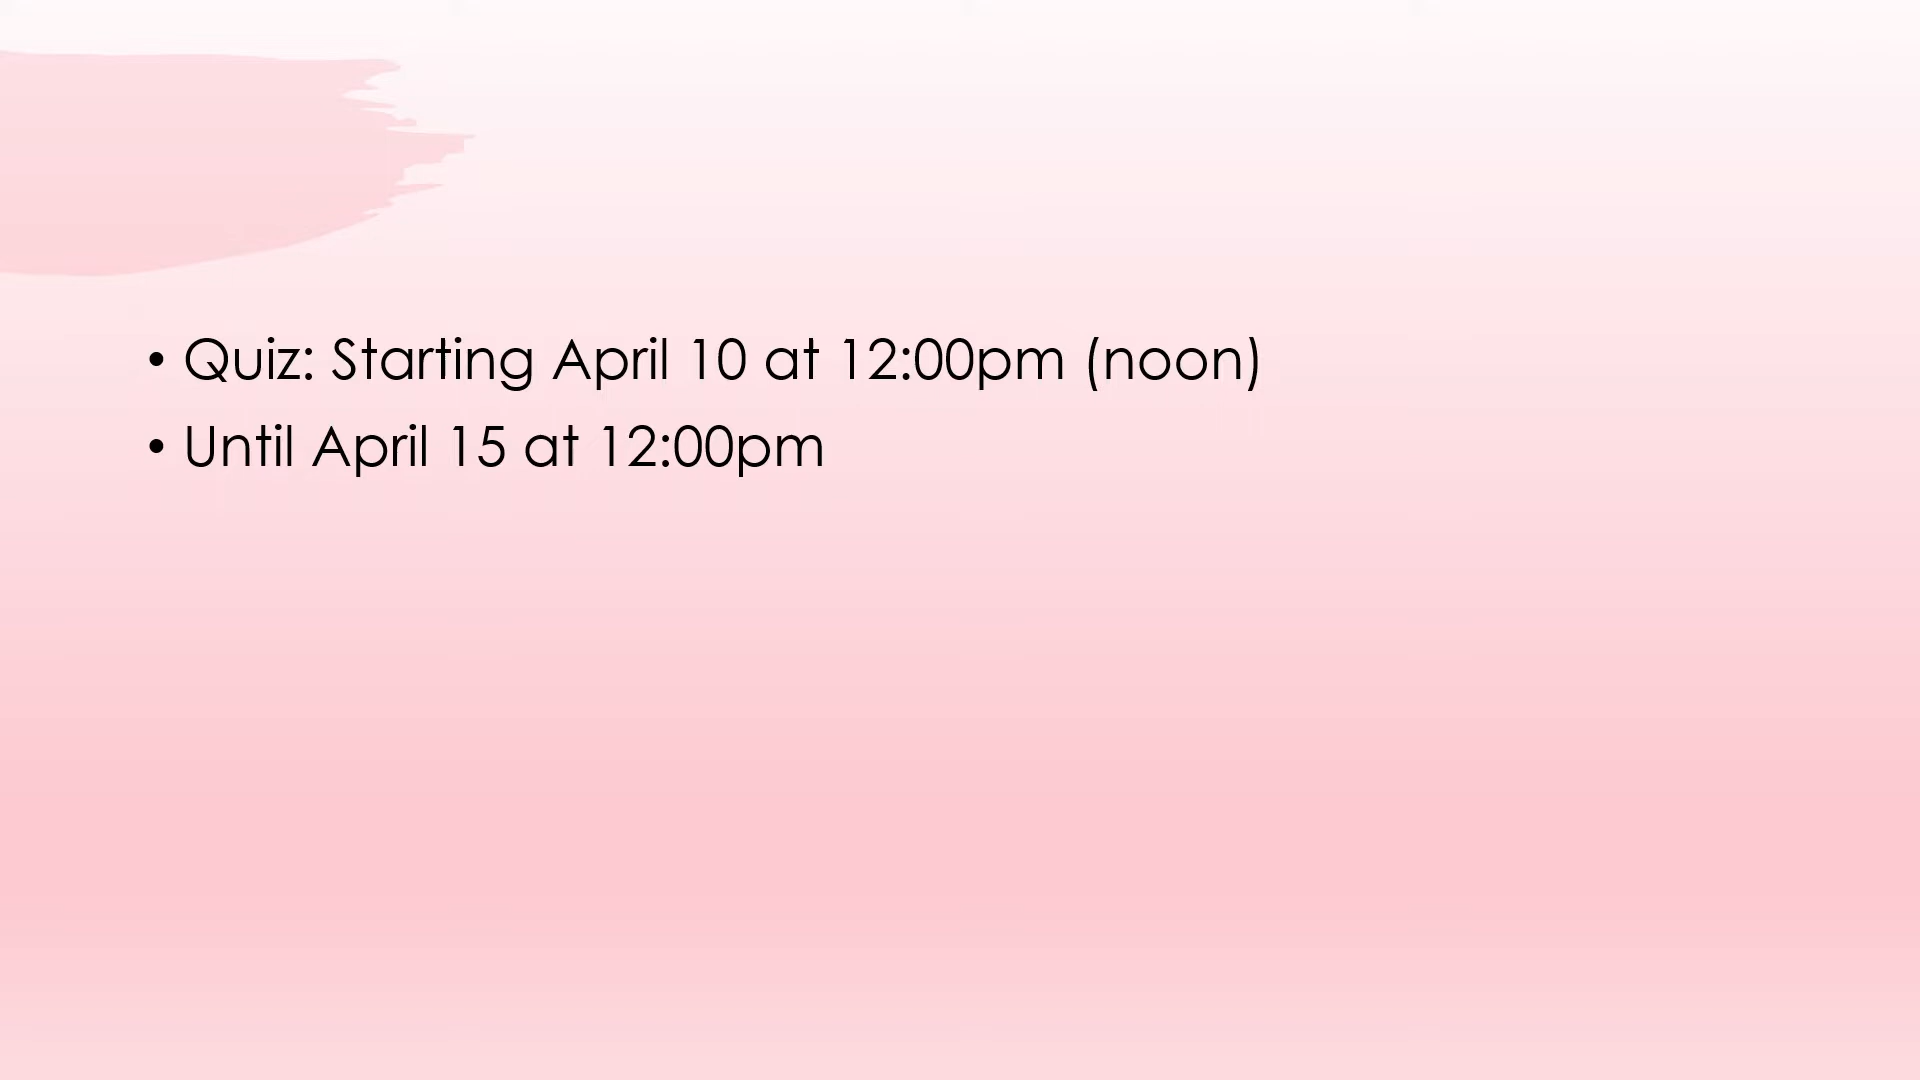 • Quiz: Starting April 10 at 12:00pm (noon)
• Until April 15 at 12:00pm